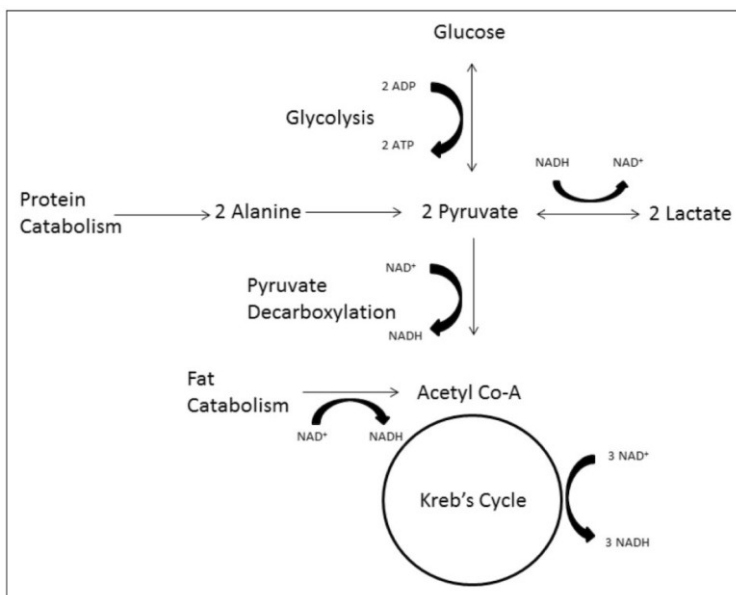 Glucose
2 ADP
Glycolysis
2 ATP
NADH
NAD⁺
Protein
Catabolism
2 Alanine
2 Pyruvate
2 Lactate
NAD⁺
Pyruvate
Decarboxylation
NADH
Fat
Catabolism
Acetyl Co-A
NAD⁺
NADH
3 NAD⁺
Kreb's Cycle
3 NADH